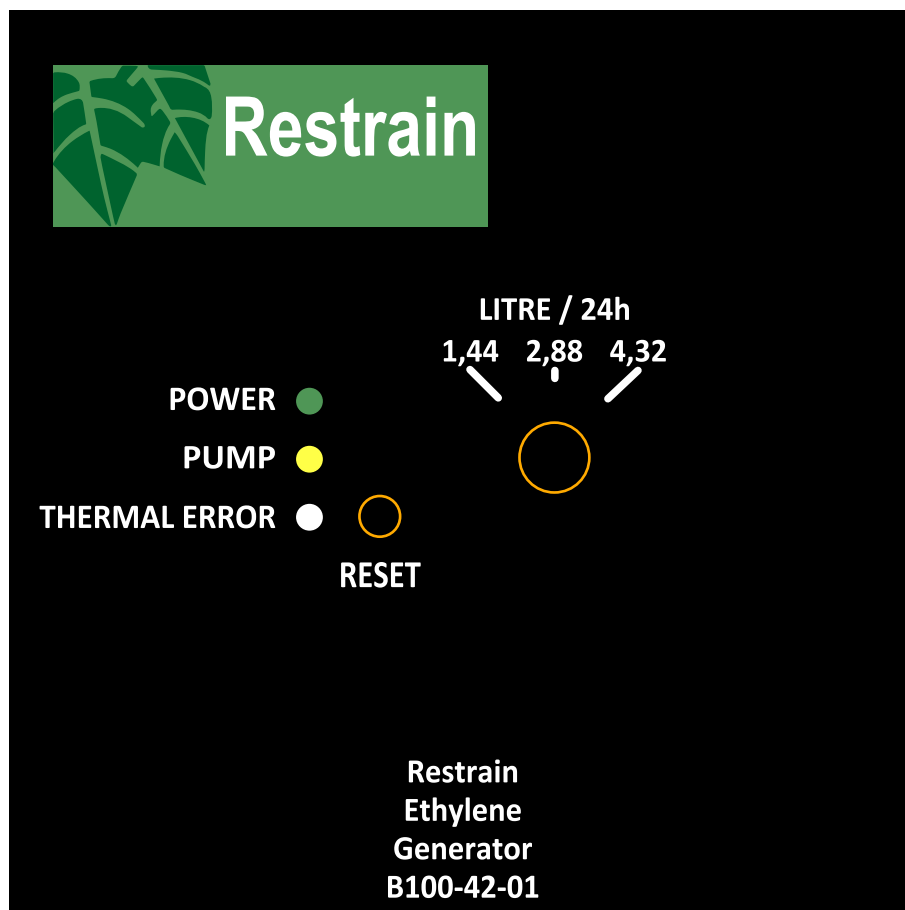 Restrain
LITRE / 24h
1,44 2,88 4,32
POWER
PUMP
THERMAL ERROR
RESET
Restrain
Ethylene
Generator
B100-42-01